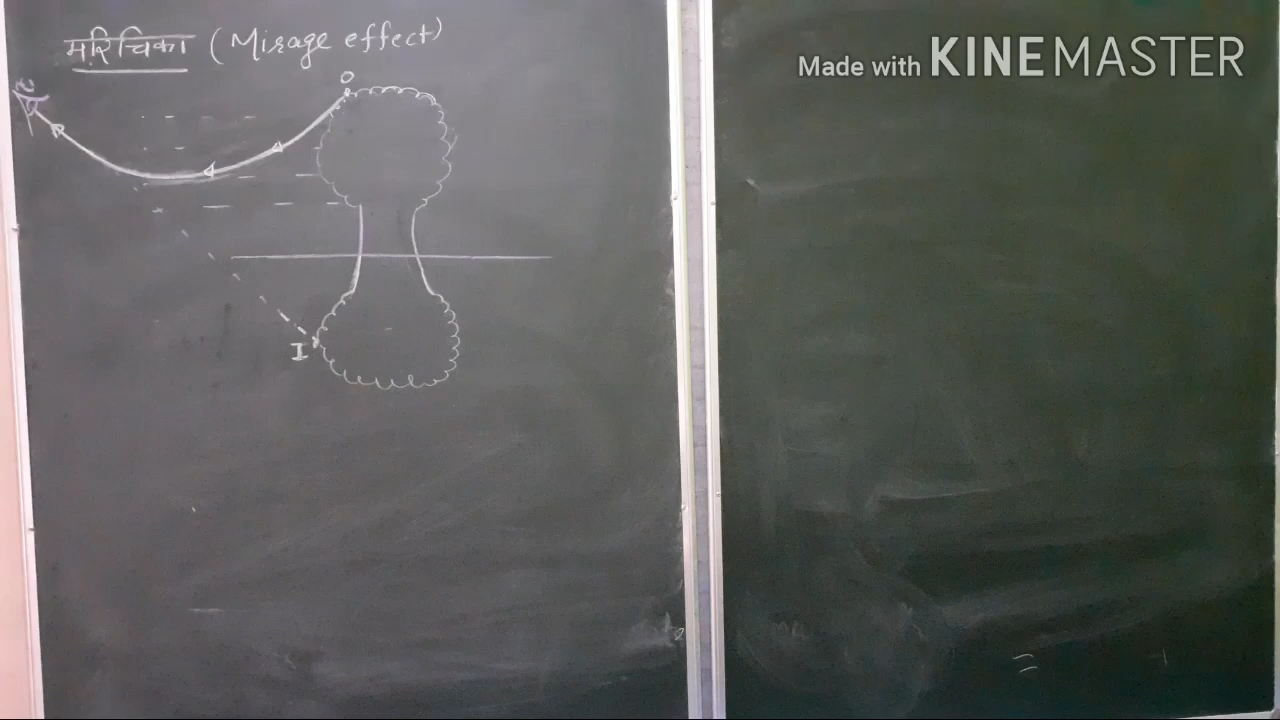 मरिचिका (Mirage effect)
Made with KINEMASTER
O
I